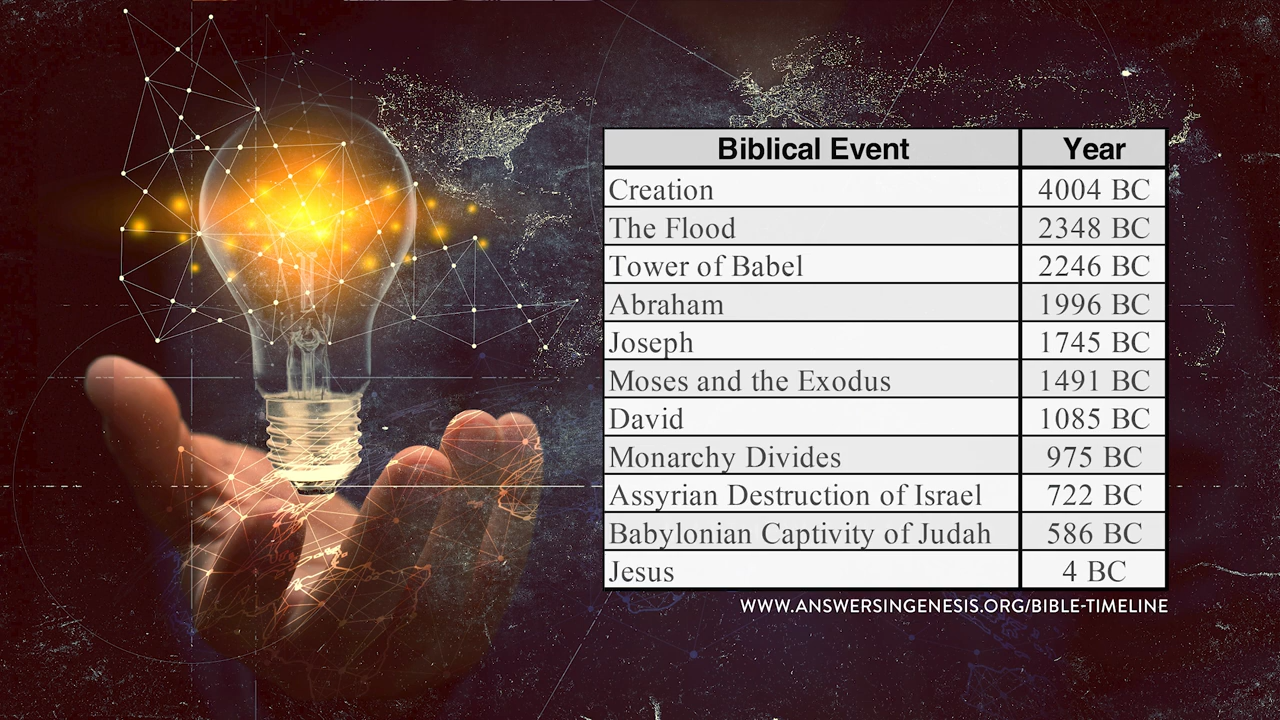 Biblical Event Year
Creation 4004 BC
The Flood 2348 BC
Tower of Babel 2246 BC
Abraham 1996 BC
Joseph 1745 BC
Moses and the Exodus 1491 BC
David 1085 BC
Monarchy Divides 975 BC
Assyrian Destruction of Israel 722 BC
Babylonian Captivity of Judah 586 BC
Jesus 4 BC
WWW.ANSWERSINGENESIS.ORG/BIBLE-TIMELINE